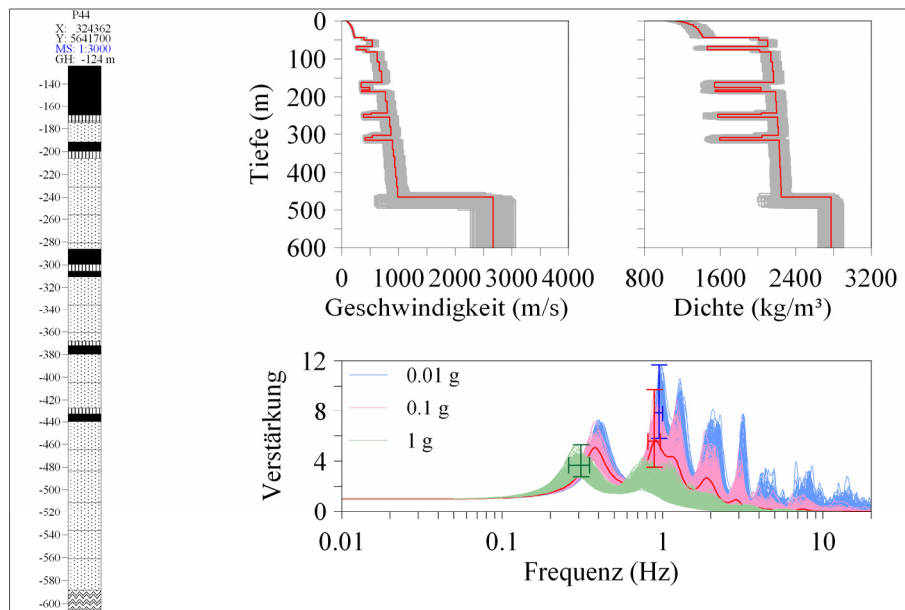 P44
X: 324362
Y: 5641700
MS: 1:3000
GH: -124 m
-140
-160
-180
-200
-220
-240
-260
-280
-300
-320
-340
-360
-380
-400
-420
-440
-460
-480
-500
-520
-540
-560
-580
-600
Tiefe (m)
0
100
200
300
400
500
600
0 1000 2000 3000 4000
Geschwindigkeit (m/s)
800 1600 2400 3200
Dichte (kg/m³)
Verstärkung
12
8
4
0
0.01 g
0.1 g
1 g
0.01 0.1 1 10
Frequenz (Hz)